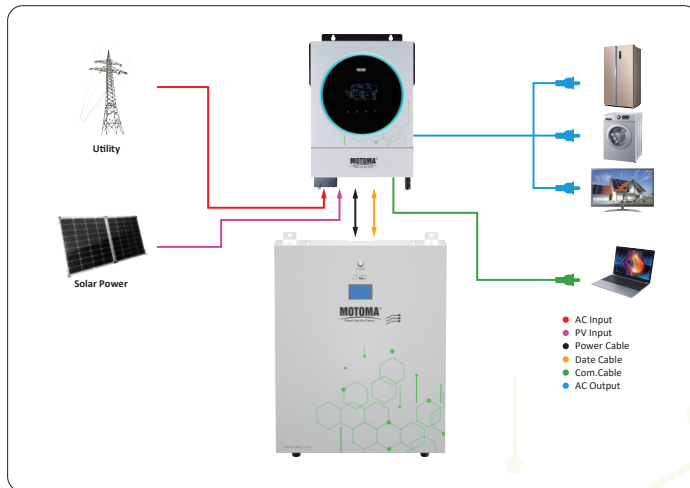 Utility
MOTOMA
Solar Power
MOTOMA
AC Input
PV Input
Power Cable
Date Cable
Com.Cable
AC Output